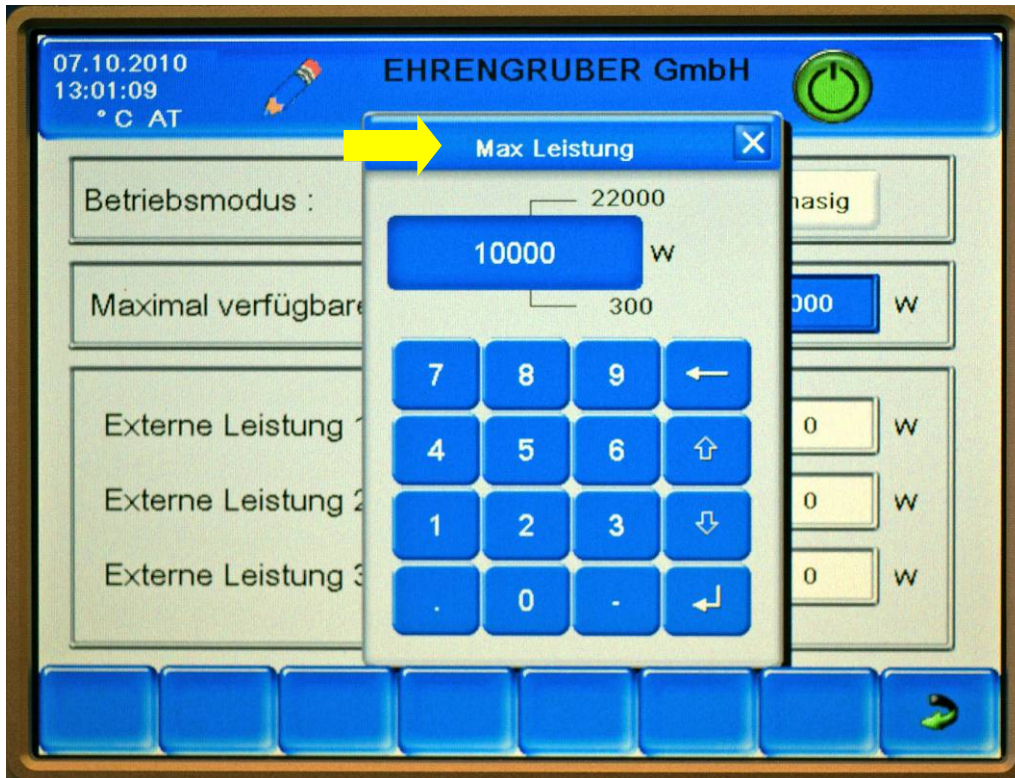 07.10.2010
13:01:09
° C AT
EHRENGRUBER GmbH
Max Leistung
Betriebsmodus :
22000
10000 W
300
Maximal verfügbare
W
7 8 9
4 5 6
1 2 3
. 0 -
Externe Leistung
0 W
Externe Leistung 2
0 W
Externe Leistung 3
0 W